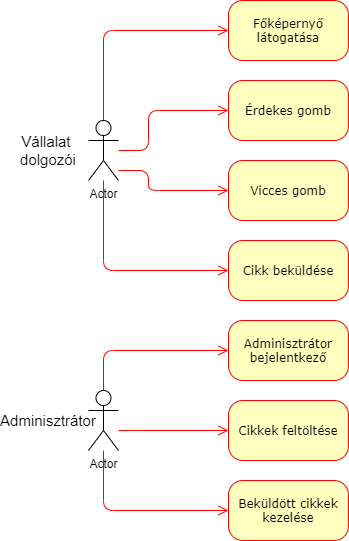 Főképernyő
látogatása
Érdekes gomb
Vállalat
dolgozói
Actor
Vicces gomb
Cikk beküldése
Adminisztrátor
bejelentkező
Adminisztrátor
Actor
Cikkek feltöltése
Beküldött cikkek
kezelése